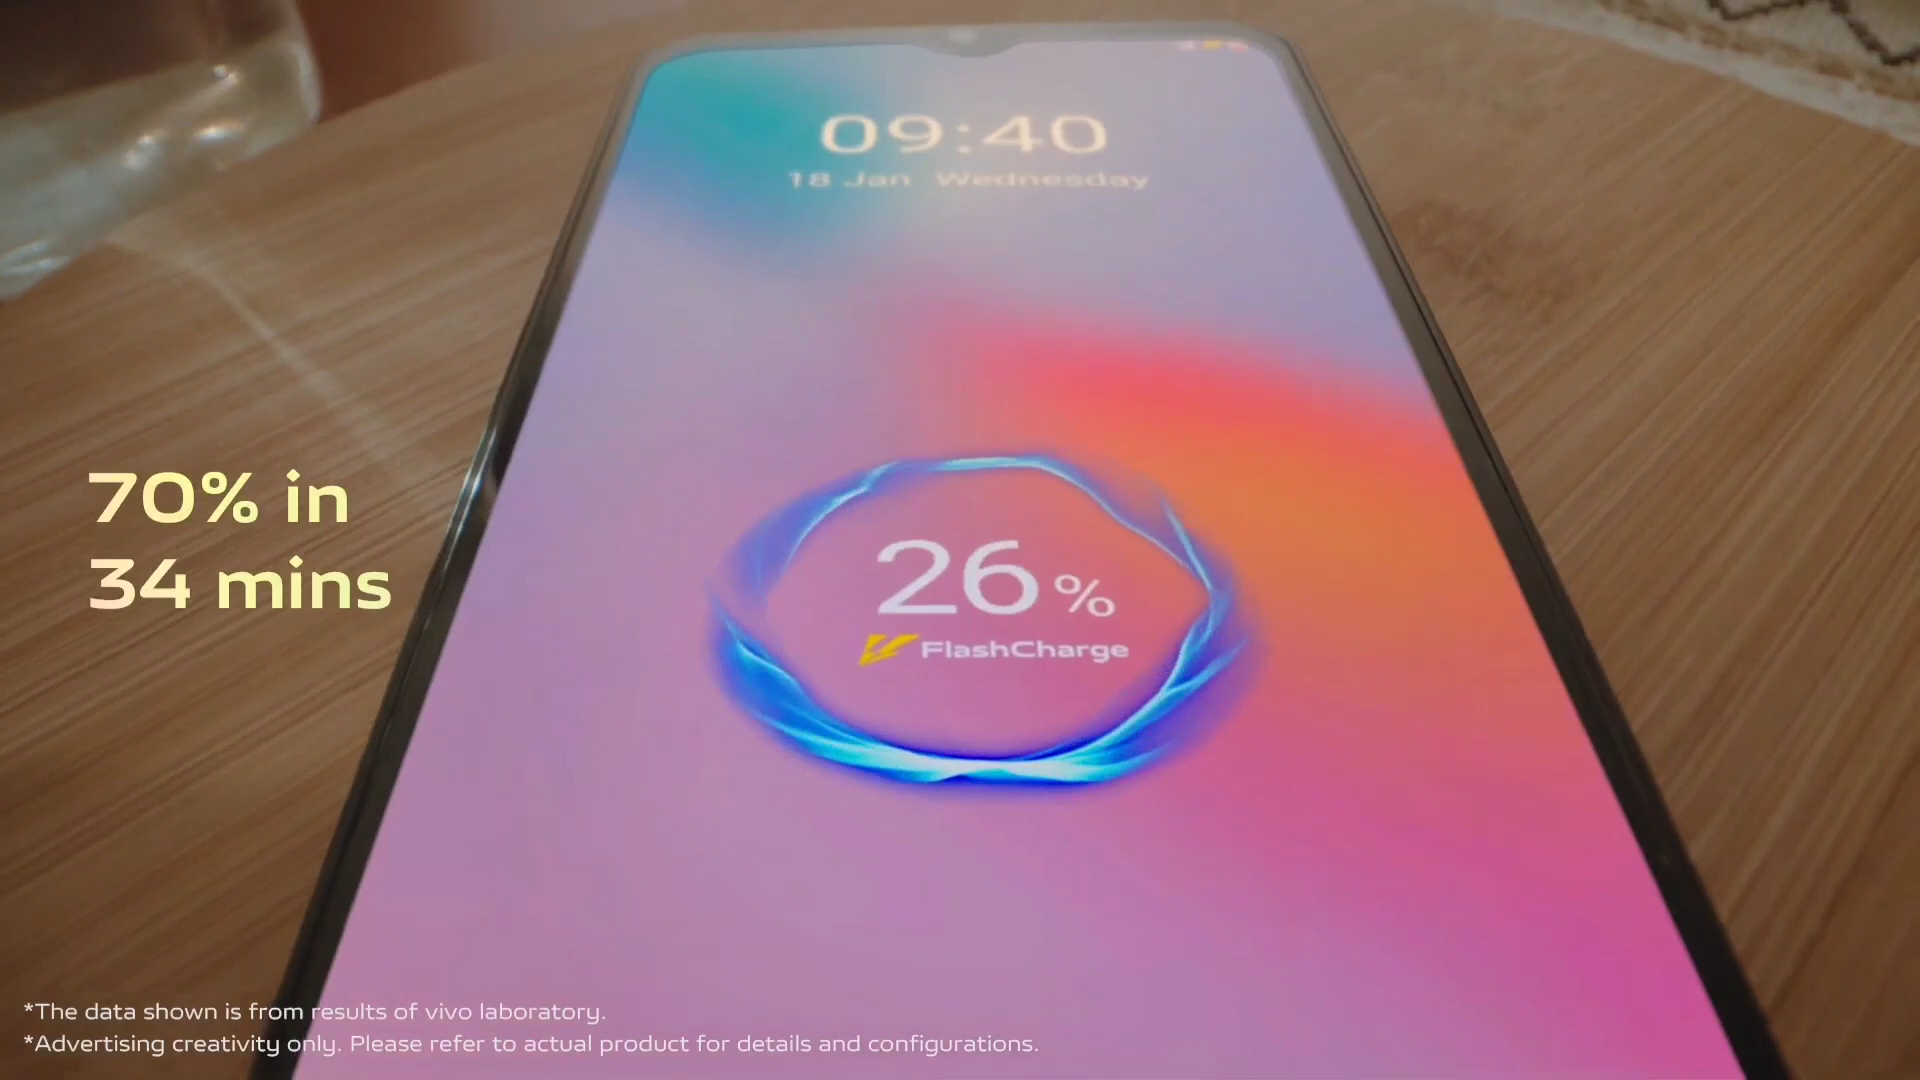 09:40
18 Jan Wednesday
70% in
34 mins
26%
FlashCharge
*The data shown is from results of vivo laboratory.
*Advertising creativity only. Please refer to actual product for details and configurations.